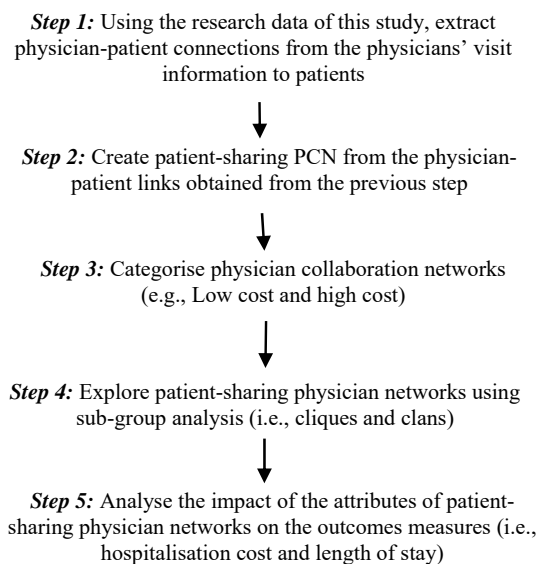 Step 1: Using the research data of this study, extract
physician-patient connections from the physicians’ visit
information to patients
Step 2: Create patient-sharing PCN from the physician-
patient links obtained from the previous step
Step 3: Categorise physician collaboration networks
(e.g., Low cost and high cost)
Step 4: Explore patient-sharing physician networks using
sub-group analysis (i.e., cliques and clans)
Step 5: Analyse the impact of the attributes of patient-
sharing physician networks on the outcomes measures (i.e.,
hospitalisation cost and length of stay)